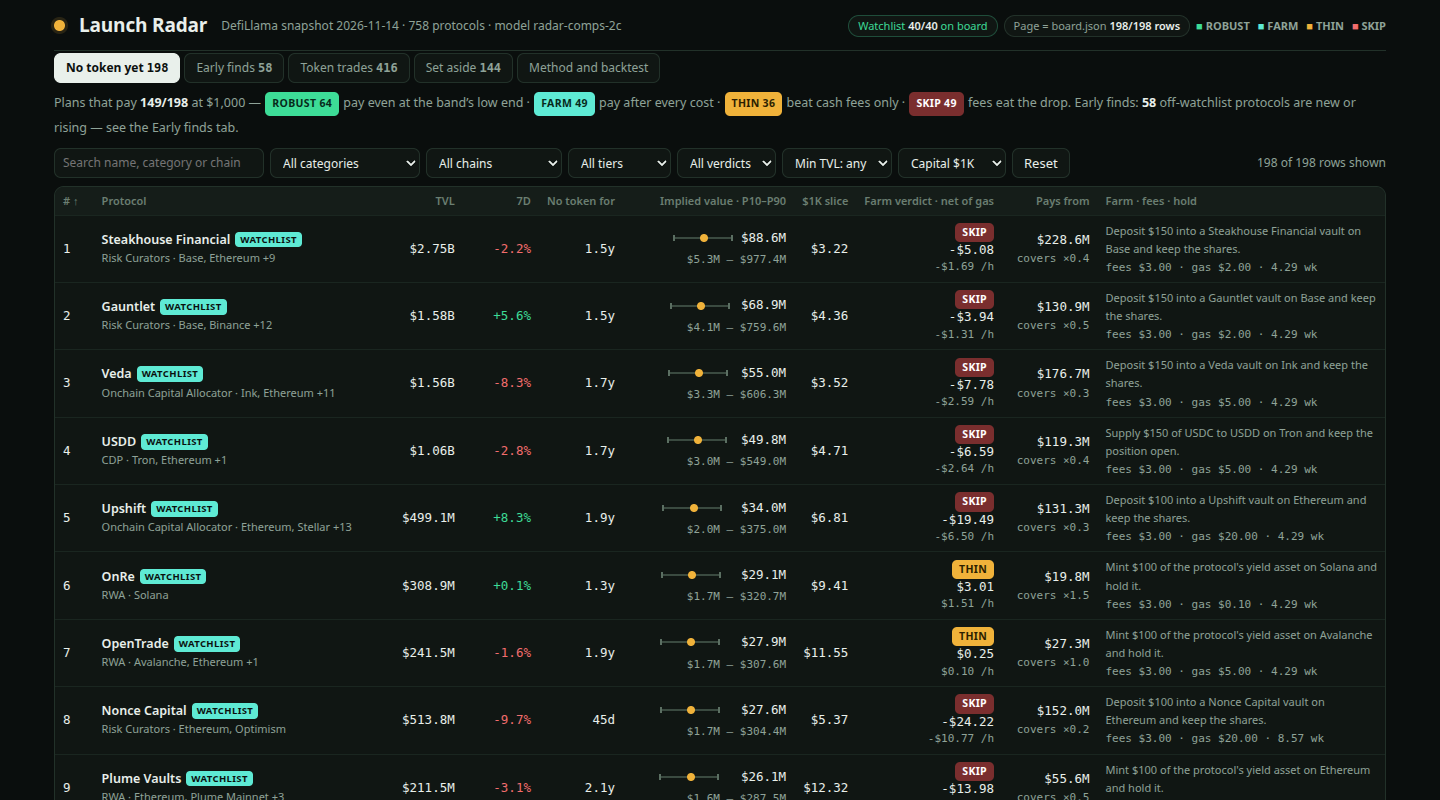 Launch Radar DefiLlama snapshot 2026-11-14 · 758 protocols · model radar-comps-2c Watchlist 40/40 on board Page = board.json 198/198 rows ROBUST FARM THIN SKIP
No token yet 198 Early finds 58 Token trades 416 Set aside 144 Method and backtest
Plans that pay 149/198 at $1,000 — ROBUST 64 pay even at the band's low end · FARM 49 pay after every cost · THIN 36 beat cash fees only · SKIP 49 fees eat the drop. Early finds: 58 off-watchlist protocols are new or
rising — see the Early finds tab.
Search name, category or chain All categories All chains All tiers All verdicts Min TVL: any Capital $1K Reset 198 of 198 rows shown
# ↑ Protocol TVL 7D No token for Implied value · P10–P90 $1K slice Farm verdict · net of gas Pays from Farm · fees · hold
1 Steakhouse Financial WATCHLIST $2.75B -2.2% 1.5y $88.6M $3.22 SKIP -$5.08 $228.6M Deposit $150 into a Steakhouse Financial vault on
Risk Curators · Base, Ethereum +9 $5.3M – $977.4M -$1.69 /h covers ×0.4 Base and keep the shares.
fees $3.00 · gas $2.00 · 4.29 wk
2 Gauntlet WATCHLIST $1.58B +5.6% 1.5y $68.9M $4.36 SKIP -$3.94 $130.9M Deposit $150 into a Gauntlet vault on Base and keep
Risk Curators · Base, Binance +12 $4.1M – $759.6M -$1.31 /h covers ×0.5 the shares.
fees $3.00 · gas $2.00 · 4.29 wk
3 Veda WATCHLIST $1.56B -8.3% 1.7y $55.0M $3.52 SKIP -$7.78 $176.7M Deposit $150 into a Veda vault on Ink and keep the
Onchain Capital Allocator · Ink, Ethereum +11 $3.3M – $606.3M -$2.59 /h covers ×0.3 shares.
fees $3.00 · gas $5.00 · 4.29 wk
4 USDD WATCHLIST $1.06B -2.8% 1.7y $49.8M $4.71 SKIP -$6.59 $119.3M Supply $150 of USDC to USDD on Tron and keep the
CDP · Tron, Ethereum +1 $3.0M – $549.0M -$2.64 /h covers ×0.4 position open.
fees $3.00 · gas $5.00 · 4.29 wk
5 Upshift WATCHLIST $499.1M +8.3% 1.9y $34.0M $6.81 SKIP -$19.49 $131.3M Deposit $100 into a Upshift vault on Ethereum and
Onchain Capital Allocator · Ethereum, Stellar +13 $2.0M – $375.0M -$6.50 /h covers ×0.3 keep the shares.
fees $3.00 · gas $20.00 · 4.29 wk
6 OnRe WATCHLIST $308.9M +0.1% 1.3y $29.1M $9.41 THIN $3.01 $19.8M Mint $100 of the protocol's yield asset on Solana and
RWA · Solana $1.7M – $320.7M $1.51 /h covers ×1.5 hold it.
fees $3.00 · gas $0.10 · 4.29 wk
7 OpenTrade WATCHLIST $241.5M -1.6% 1.9y $27.9M $11.55 THIN $0.25 $27.3M Mint $100 of the protocol's yield asset on Avalanche
RWA · Avalanche, Ethereum +1 $1.7M – $307.6M $0.10 /h covers ×1.0 and hold it.
fees $3.00 · gas $5.00 · 4.29 wk
8 Nonce Capital WATCHLIST $513.8M -9.7% 45d $27.6M $5.37 SKIP -$24.22 $152.0M Deposit $100 into a Nonce Capital vault on
Risk Curators · Ethereum, Optimism $1.7M – $304.4M -$10.77 /h covers ×0.2 Ethereum and keep the shares.
fees $3.00 · gas $20.00 · 8.57 wk
9 Plume Vaults WATCHLIST $211.5M -3.1% 2.1y $26.1M $12.32 SKIP -$13.98 $55.6M Mint $100 of the protocol's yield asset on Ethereum
RWA · Ethereum, Plume Mainnet +3 $1.6M – $287.5M covers ×0.5 and hold it.